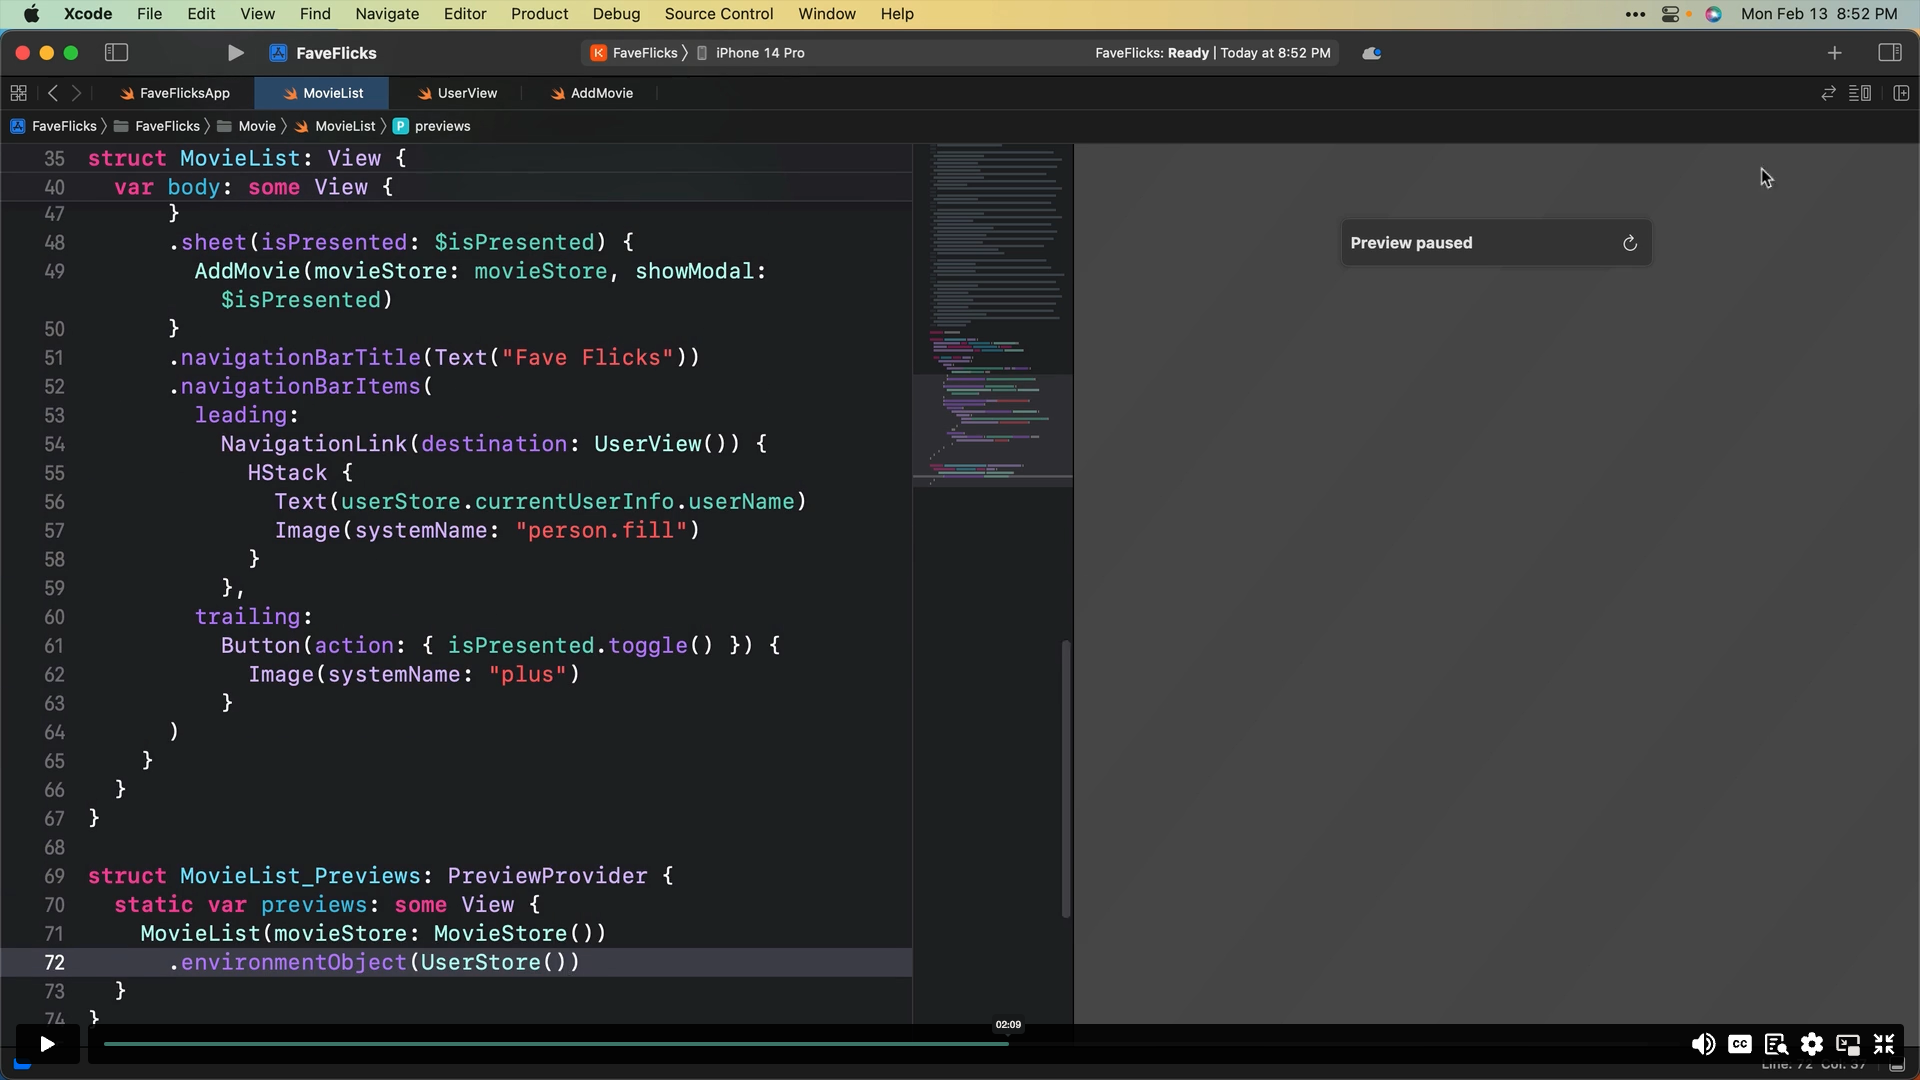 Xcode File Edit View Find Navigate Editor Product Debug Source Control Window Help Mon Feb 13 8:52 PM
FaveFlicks FaveFlicks iPhone 14 Pro FaveFlicks: Ready | Today at 8:52 PM
FaveFlicksApp MovieList UserView AddMovie
FaveFlicks FaveFlicks Movie MovieList P previews
35 struct MovieList: View {
40 var body: some View {
47 }
48 .sheet(isPresented: $isPresented) {
49 AddMovie(movieStore: movieStore, showModal:
$isPresented)
50 }
51 .navigationBarTitle(Text("Fave Flicks"))
52 .navigationBarItems(
53 leading:
54 NavigationLink(destination: UserView()) {
55 HStack {
56 Text(userStore.currentUserInfo.userName)
57 Image(systemName: "person.fill")
58 }
59 },
60 trailing:
61 Button(action: { isPresented.toggle() }) {
62 Image(systemName: "plus")
63 }
64 )
65 }
66 }
67 }
68
69 struct MovieList_Previews: PreviewProvider {
70 static var previews: some View {
71 MovieList(movieStore: MovieStore())
72 .environmentObject(UserStore())
73 }
74 }
Preview paused
02:09
CC
Line: 72 Col: 37